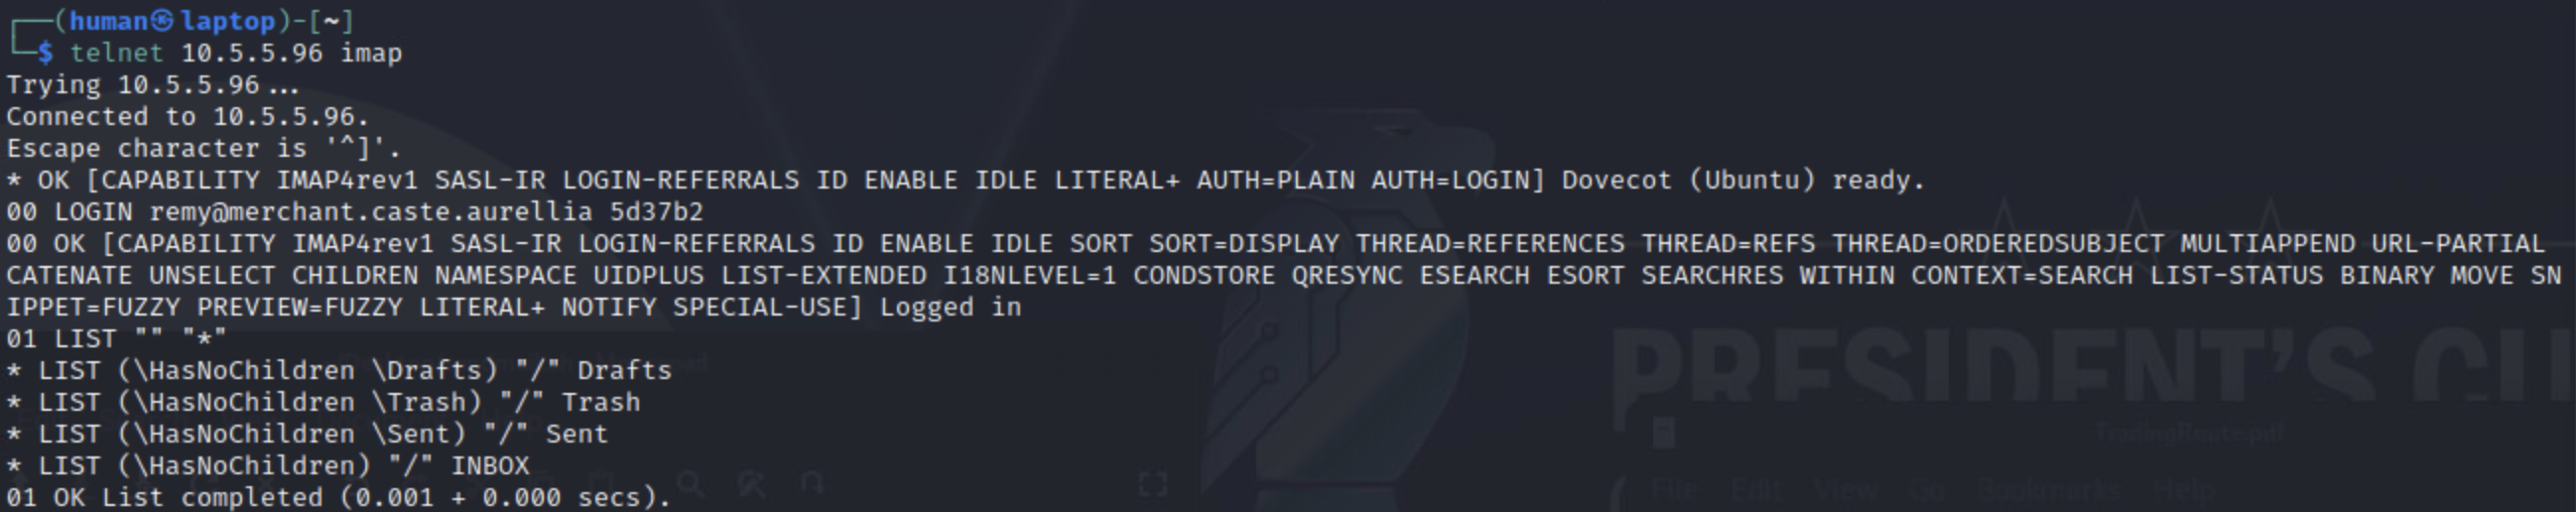 ┌──(human㉿laptop)-[~]
└─$ telnet 10.5.5.96 imap
Trying 10.5.5.96...
Connected to 10.5.5.96.
Escape character is '^]'.
* OK [CAPABILITY IMAP4rev1 SASL-IR LOGIN-REFERRALS ID ENABLE IDLE LITERAL+ AUTH=PLAIN AUTH=LOGIN] Dovecot (Ubuntu) ready.
00 LOGIN remy@merchant.caste.aurellia 5d37b2
00 OK [CAPABILITY IMAP4rev1 SASL-IR LOGIN-REFERRALS ID ENABLE IDLE SORT SORT=DISPLAY THREAD=REFERENCES THREAD=REFS THREAD=ORDEREDSUBJECT MULTIAPPEND URL-PARTIAL
CATENATE UNSELECT CHILDREN NAMESPACE UIDPLUS LIST-EXTENDED I18NLEVEL=1 CONDSTORE QRESYNC ESEARCH ESORT SEARCHRES WITHIN CONTEXT=SEARCH LIST-STATUS BINARY MOVE SN
IPPET=FUZZY PREVIEW=FUZZY LITERAL+ NOTIFY SPECIAL-USE] Logged in
01 LIST "" "*"
* LIST (\HasNoChildren \Drafts) "/" Drafts
* LIST (\HasNoChildren \Trash) "/" Trash
* LIST (\HasNoChildren \Sent) "/" Sent
* LIST (\HasNoChildren) "/" INBOX
01 OK List completed (0.001 + 0.000 secs).
PRESIDENT'S CU
TradingRoute.pdf
File Edit View Go Bookmarks Help